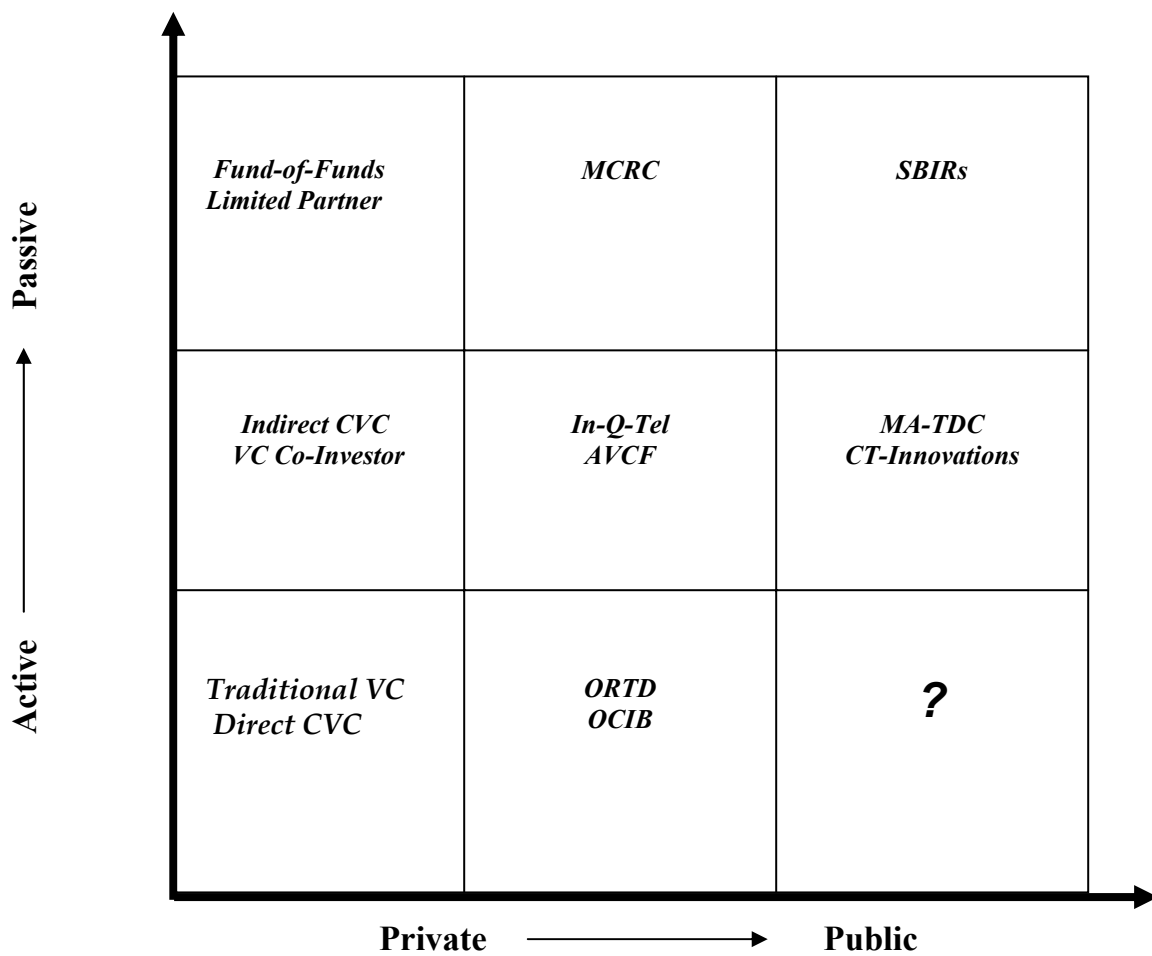 Fund-of-Funds
Limited Partner
MCRC
SBIRs
Passive
Indirect CVC
VC Co-Investor
In-Q-Tel
AVCF
MA-TDC
CT-Innovations
Active
Traditional VC
Direct CVC
ORTD
OCIB
?
Private
Public